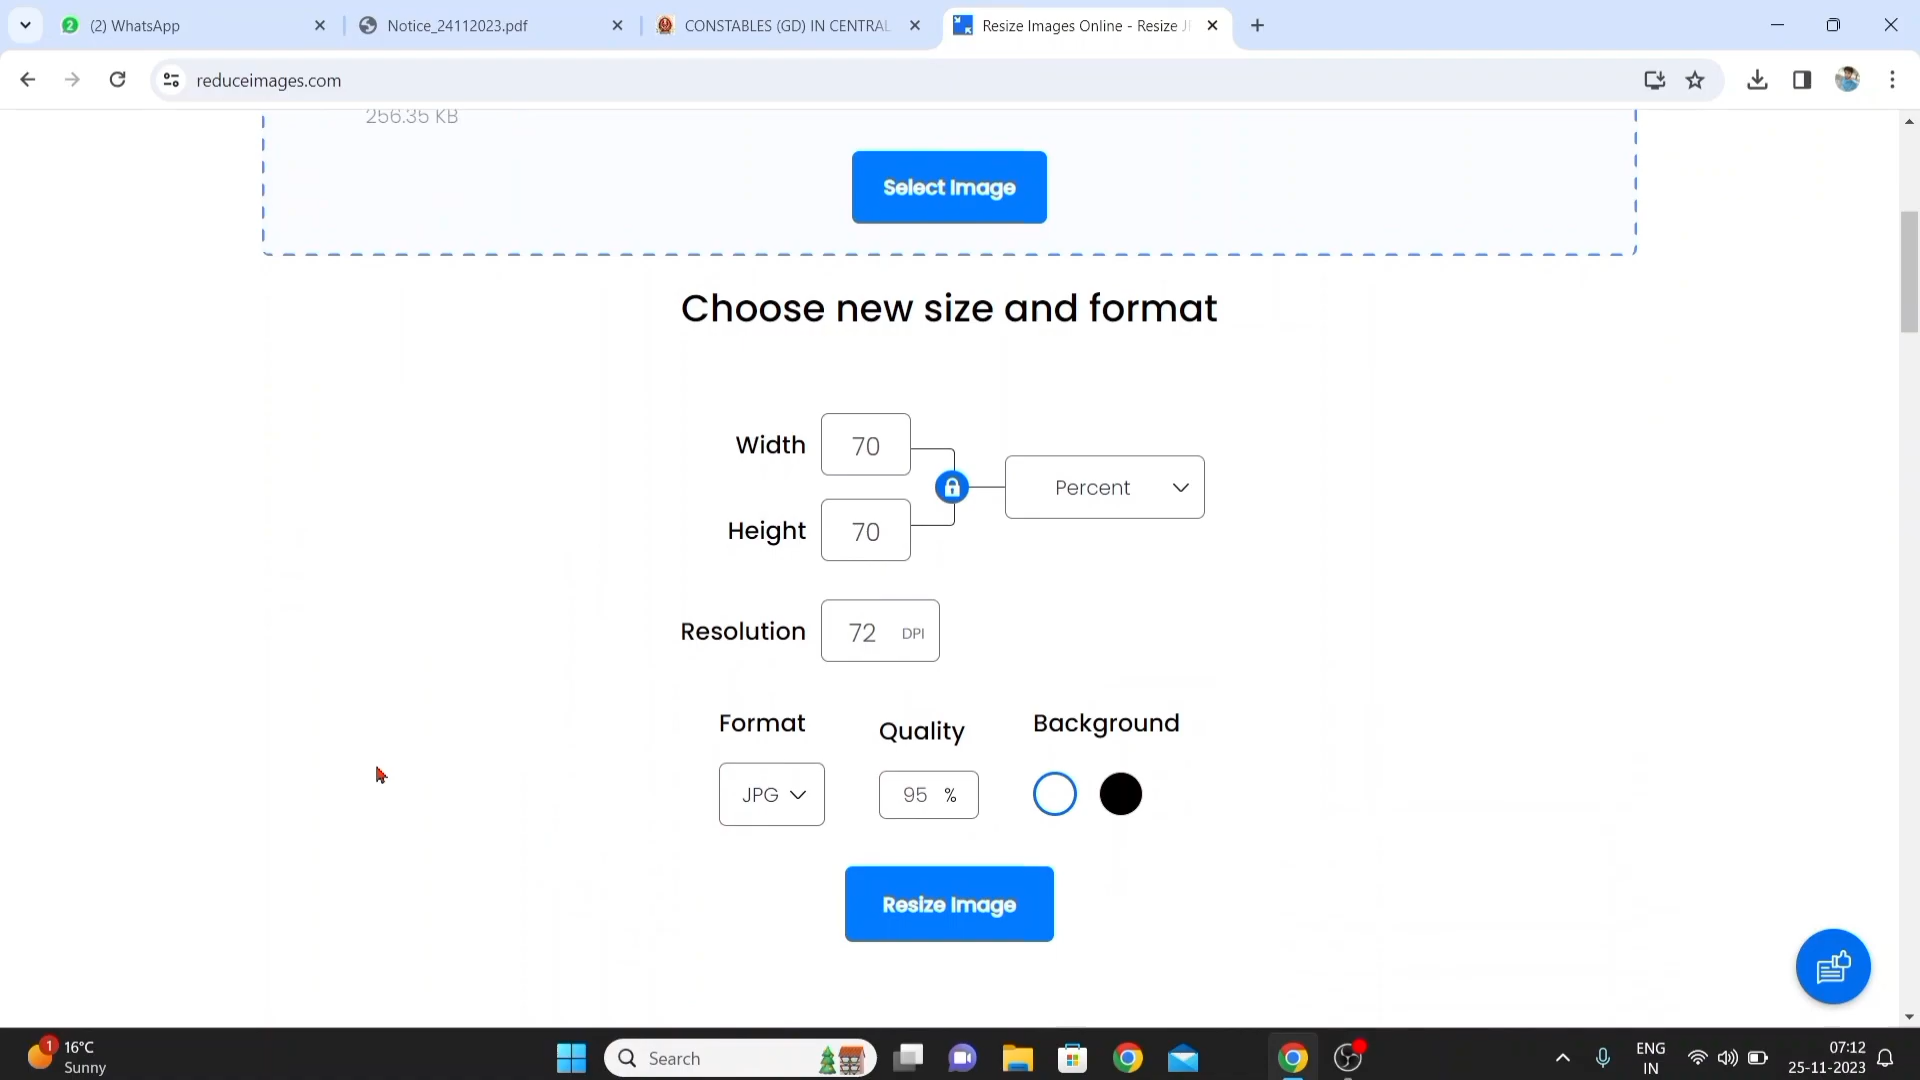 (2) WhatsApp
Notice_24112023.pdf
CONSTABLES (GD) IN CENTRAL
Resize Images Online - Resize J
reduceimages.com
256.35 KB
Select Image
Choose new size and format
Width 70
Percent
Height 70
Resolution 72 DPI
Format
Quality
Background
JPG
95 %
Resize Image
1
16°C
Sunny
Search
ENG
IN
07:12
25-11-2023